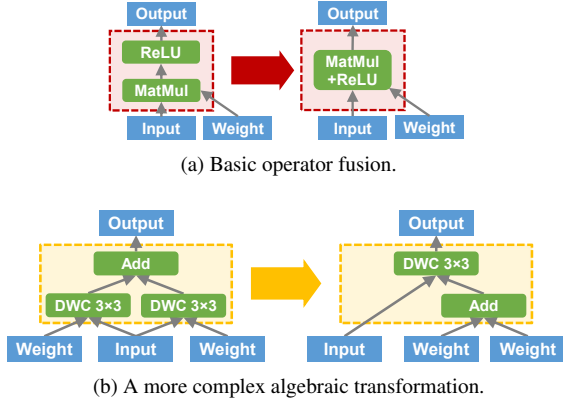 Output Output
ReLU
MatMul
MatMul
+ReLU
Input Weight Input Weight
(a) Basic operator fusion.
Output Output
Add DWC 3×3
DWC 3×3 DWC 3×3 Add
Weight Input Weight Input Weight Weight
(b) A more complex algebraic transformation.